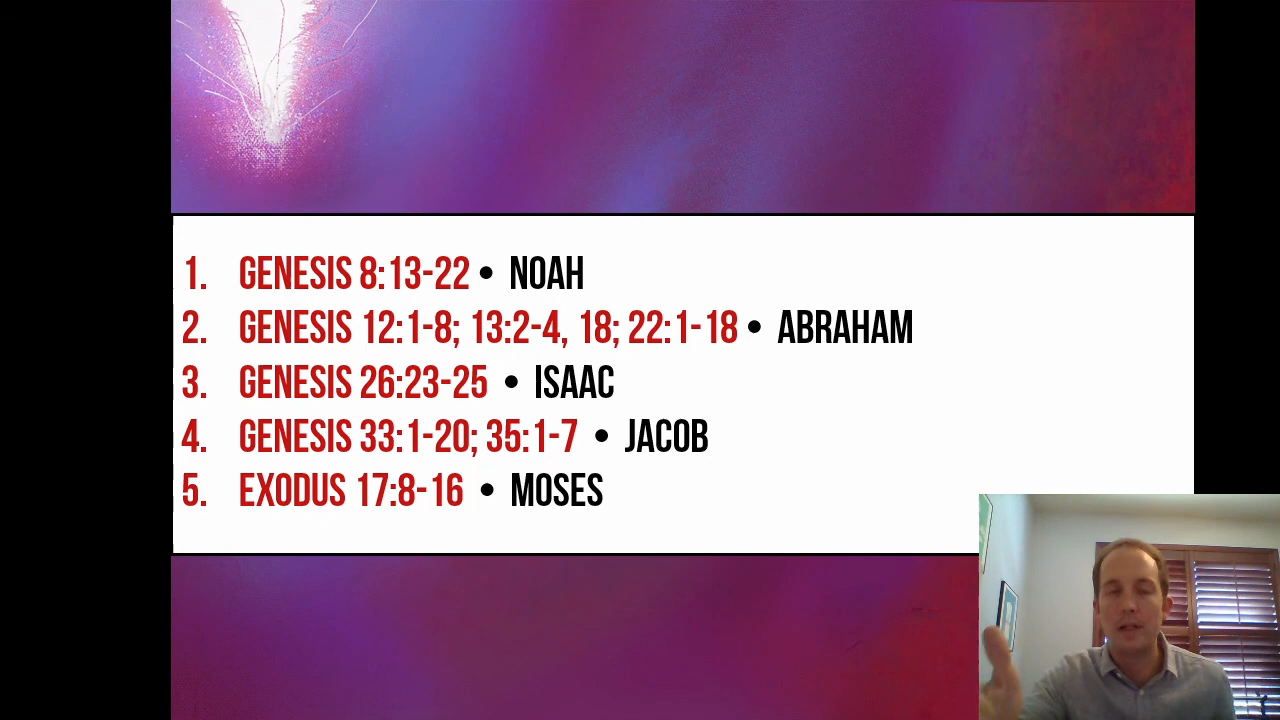 1. GENESIS 8:13-22 • NOAH
2. GENESIS 12:1-8; 13:2-4, 18; 22:1-18 • ABRAHAM
3. GENESIS 26:23-25 • ISAAC
4. GENESIS 33:1-20; 35:1-7 • JACOB
5. EXODUS 17:8-16 • MOSES